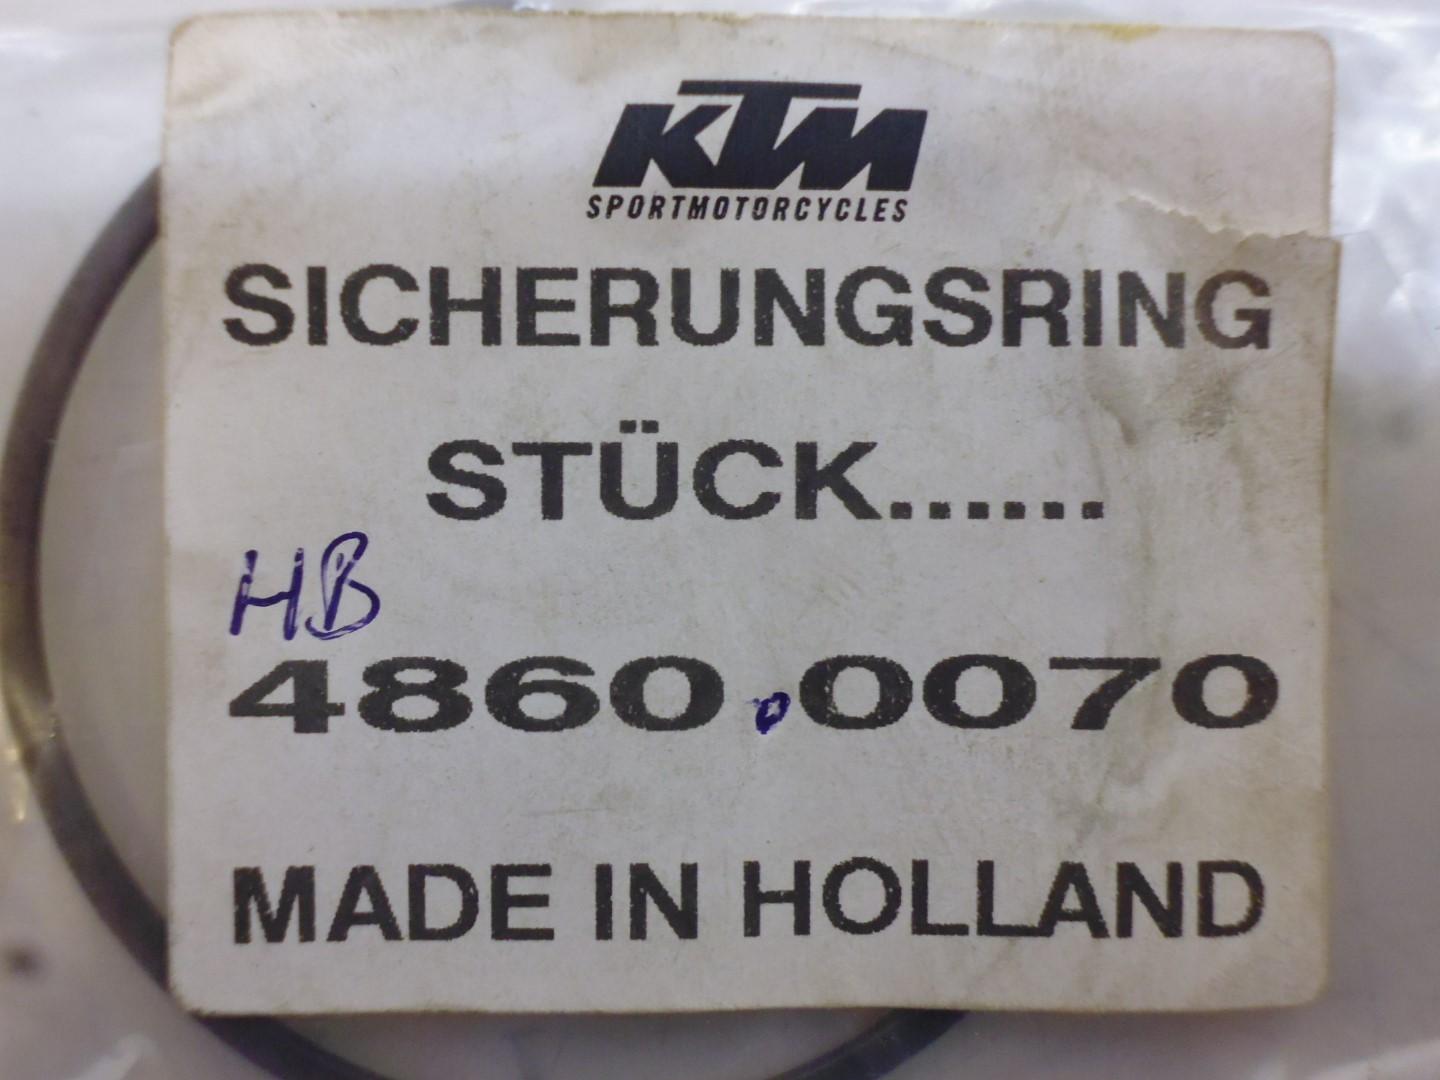 KTM
SPORTMOTORCYCLES
SICHERUNGSRING
STÜCK......
HB
4860.0070
MADE IN HOLLAND